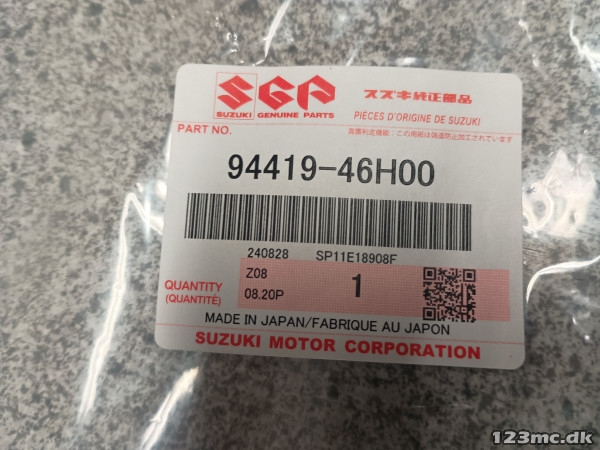 SGP
SUZUKI GENUINE PARTS
スズキ純正部品
PIÈCES D'ORIGINE DE SUZUKI
PART NO.
94419-46H00
240828 SP11E18908F
Z08
QUANTITY
(QUANTITÉ)
1
08.20P
MADE IN JAPAN/FABRIQUE AU JAPON
SUZUKI MOTOR CORPORATION
123mc.dk